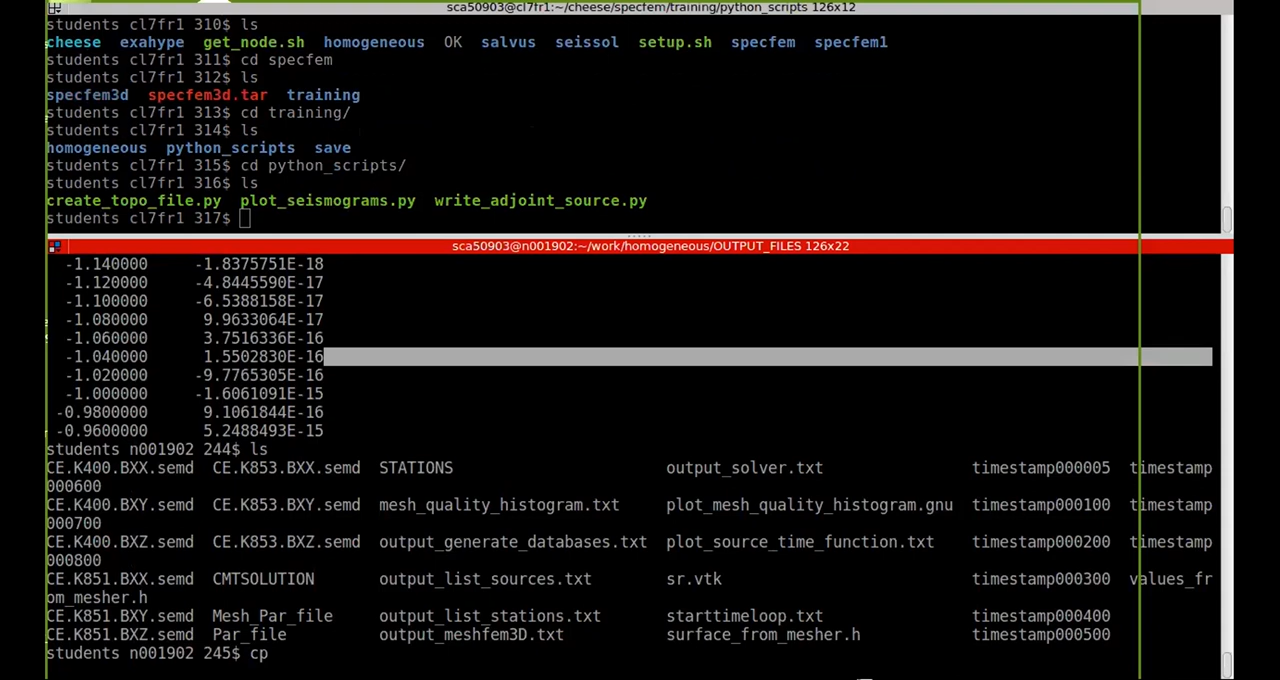 sca50903@cl7fr1:~/cheese/specfem/training/python_scripts 126x12
students cl7fr1 310$ ls
cheese exahype get_node.sh homogeneous OK salvus seissol setup.sh specfem specfem1
students cl7fr1 311$ cd specfem
students cl7fr1 312$ ls
specfem3d specfem3d.tar training
students cl7fr1 313$ cd training/
students cl7fr1 314$ ls
homogeneous python_scripts save
students cl7fr1 315$ cd python_scripts/
students cl7fr1 316$ ls
create_topo_file.py plot_seismograms.py write_adjoint_source.py
students cl7fr1 317$
sca50903@n001902:~/work/homogeneous/OUTPUT_FILES 126x22
-1.140000 -1.8375751E-18
-1.120000 -4.8445590E-17
-1.100000 -6.5388158E-17
-1.080000 9.9633064E-17
-1.060000 3.7516336E-16
-1.040000 1.5502830E-16
-1.020000 -9.7765305E-16
-1.000000 -1.6061091E-15
-0.9800000 9.1061844E-16
-0.9600000 5.2488493E-15
students n001902 244$ ls
CE.K400.BXX.semd CE.K853.BXX.semd STATIONS output_solver.txt timestamp000005 timestamp
000600
CE.K400.BXY.semd CE.K853.BXY.semd mesh_quality_histogram.txt plot_mesh_quality_histogram.gnu timestamp000100 timestamp
000700
CE.K400.BXZ.semd CE.K853.BXZ.semd output_generate_databases.txt plot_source_time_function.txt timestamp000200 timestamp
000800
CE.K851.BXX.semd CMTSOLUTION output_list_sources.txt sr.vtk timestamp000300 values_fr
om_mesher.h
CE.K851.BXY.semd Mesh_Par_file output_list_stations.txt starttimeloop.txt timestamp000400
CE.K851.BXZ.semd Par_file output_meshfem3D.txt surface_from_mesher.h timestamp000500
students n001902 245$ cp